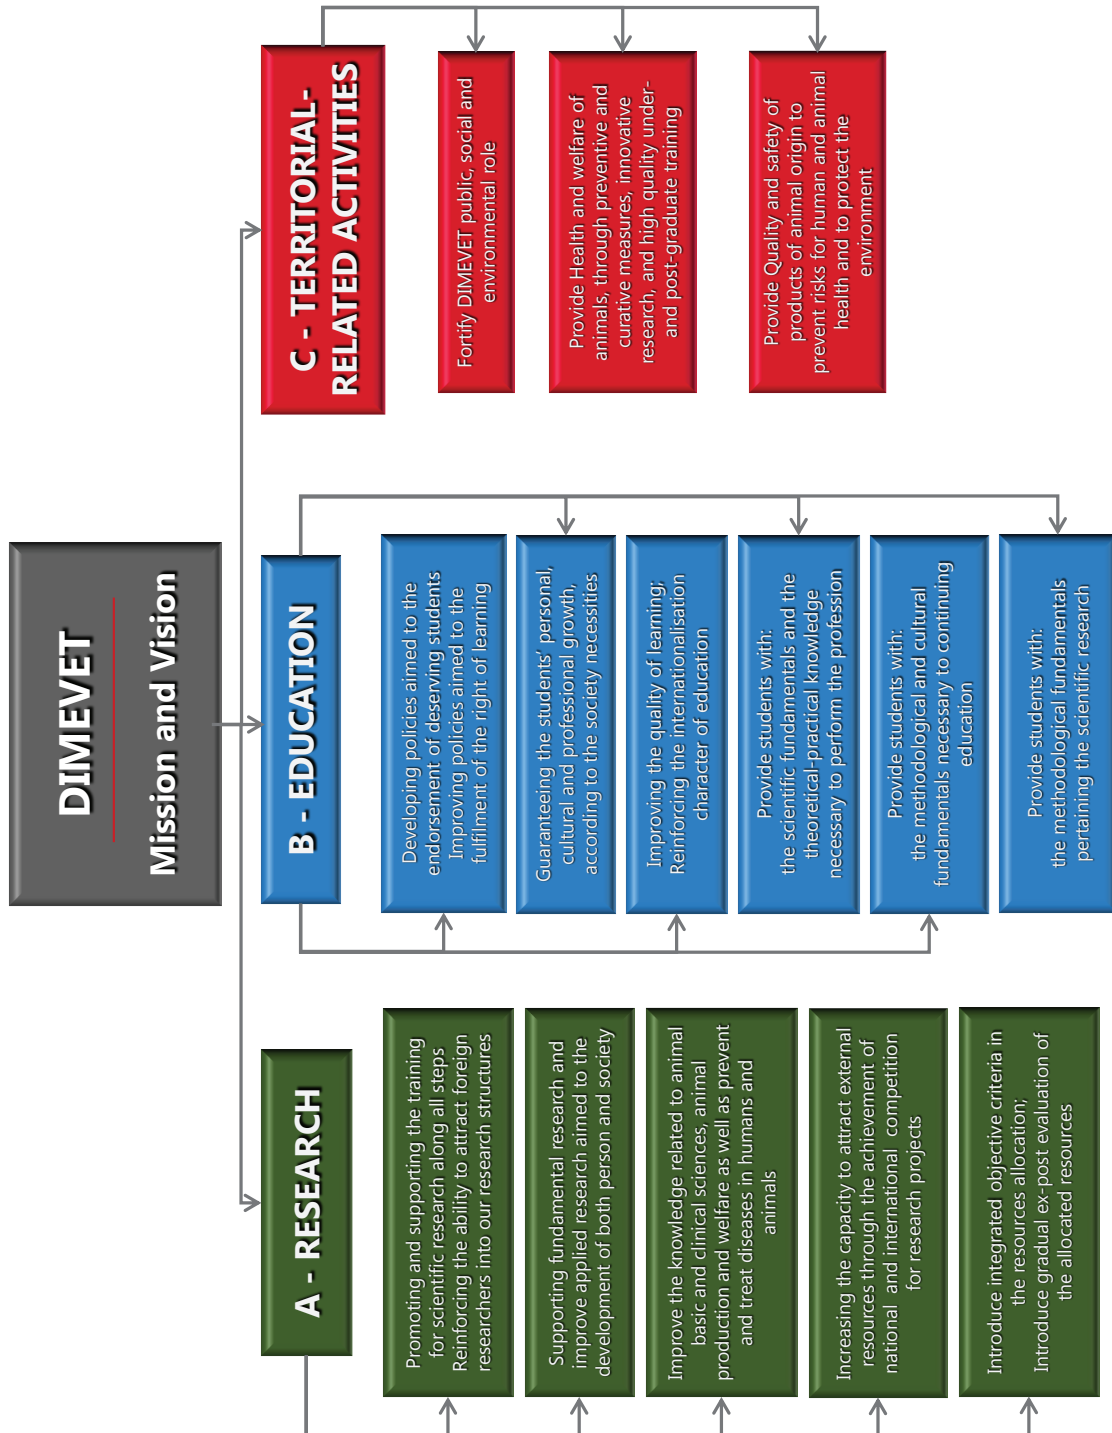 DIMEVET
Mission and Vision
A - RESEARCH
Promoting and supporting the training
for scientific research along all steps
Reinforcing the ability to attract foreign
researchers into our research structures
Supporting fundamental research and
improve applied research aimed to the
development of both person and society
Improve the knowledge related to animal
basic and clinical sciences, animal
production and welfare as well as prevent
and treat diseases in humans and
animals
Increasing the capacity to attract external
resources through the achievement of
national and international competition
for research projects
Introduce integrated objective criteria in
the resources allocation;
Introduce gradual ex-post evaluation of
the allocated resources
B - EDUCATION
Developing policies aimed to the
endorsement of deserving students
Improving policies aimed to the
fulfilment of the right of learning
Guaranteeing the students' personal,
cultural and professional growth,
according to the society necessities
Improving the quality of learning;
Reinforcing the internationalisation
character of education
Provide students with:
the scientific fundamentals and the
theoretical-practical knowledge
necessary to perform the profession
Provide students with:
the methodological and cultural
fundamentals necessary to continuing
education
Provide students with:
the methodological fundamentals
pertaining the scientific research
C - TERRITORIAL-
RELATED ACTIVITIES
Fortify DIMEVET public, social and
environmental role
Provide Health and welfare of
animals, through preventive and
curative measures, innovative
research, and high quality under-
and post-graduate training
Provide Quality and safety of
products of animal origin to
prevent risks for human and animal
health and to protect the
environment